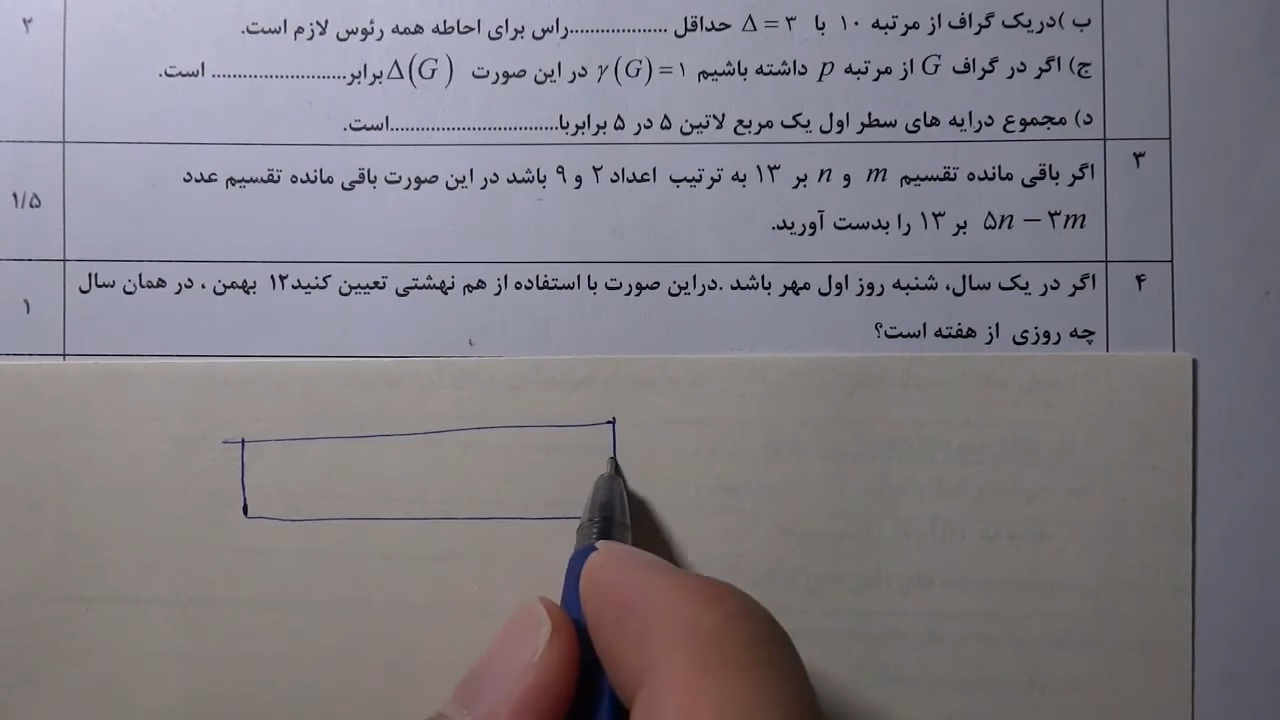 ب )دریک گراف از مرتبه ۱۰ با Δ = ۳ حداقل ...................راس برای احاطه همه رئوس لازم است.
۲
ج) اگر در گراف G از مرتبه p داشته باشیم γ(G) = ۱ در این صورت Δ(G) برابر.......................... است.
د) مجموع درایه های سطر اول یک مربع لاتین ۵ در ۵ برابربا.................................است.
۳
اگر باقی مانده تقسیم m و n بر ۱۳ به ترتیب اعداد ۲ و ۹ باشد در این صورت باقی مانده تقسیم عدد
۱/۵
۵n − ۳m بر ۱۳ را بدست آورید.
۴
اگر در یک سال، شنبه روز اول مهر باشد .دراین صورت با استفاده از هم نهشتی تعیین کنید۱۲ بهمن ، در همان سال
۱
چه روزی از هفته است؟